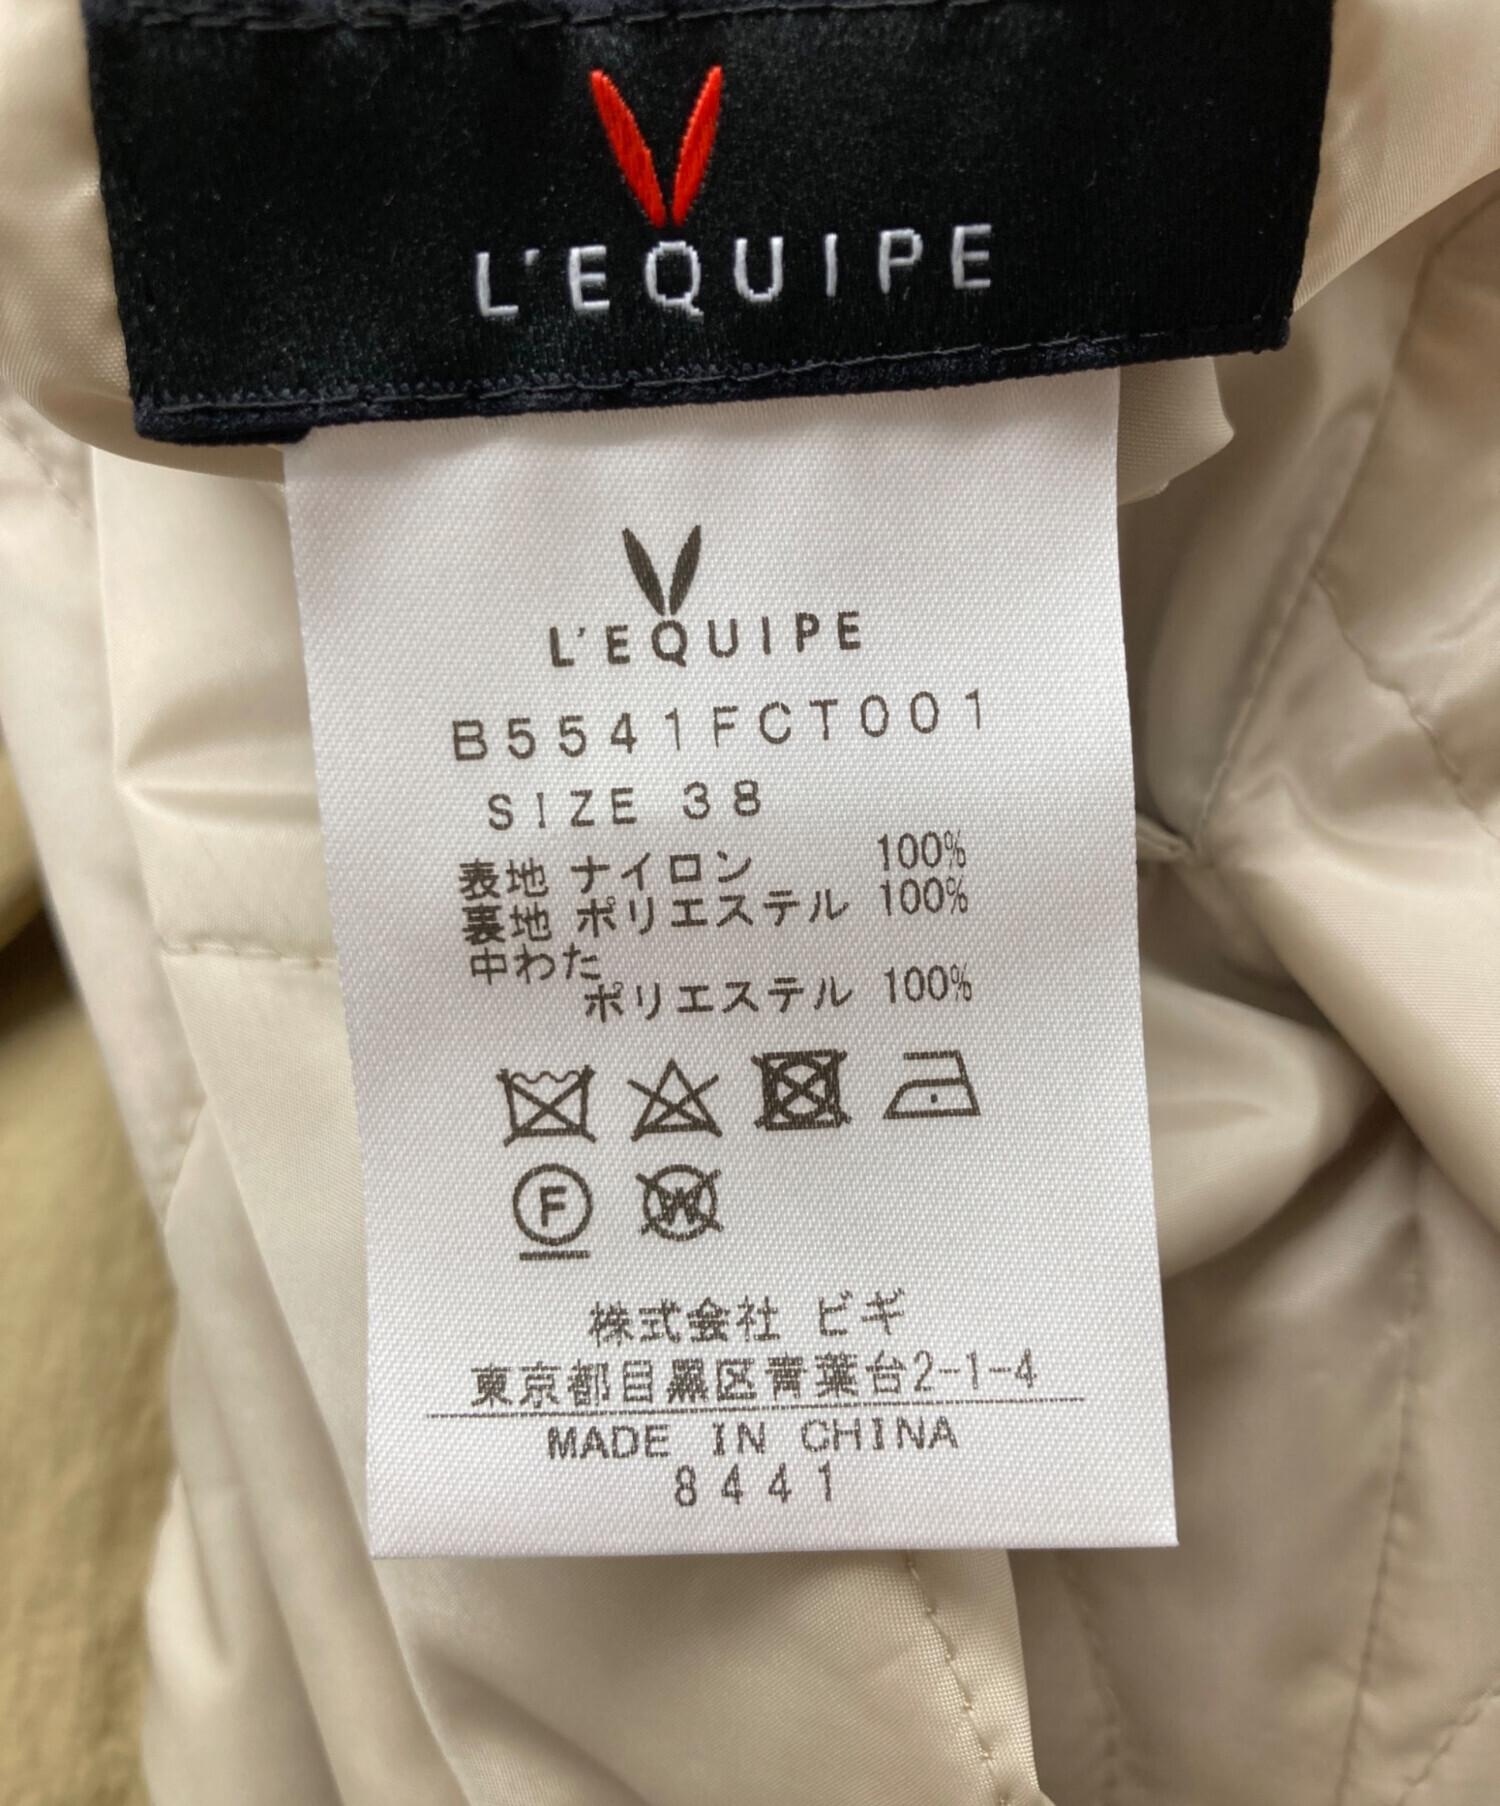 L'EQUIPE
L'EQUIPE
B5541FCT001
SIZE 38
表地 ナイロン 100%
裏地 ポリエステル 100%
中わた
ポリエステル 100%
F
W
株式会社 ビギ
東京都目黒区青葉台2-1-4
MADE IN CHINA
8441